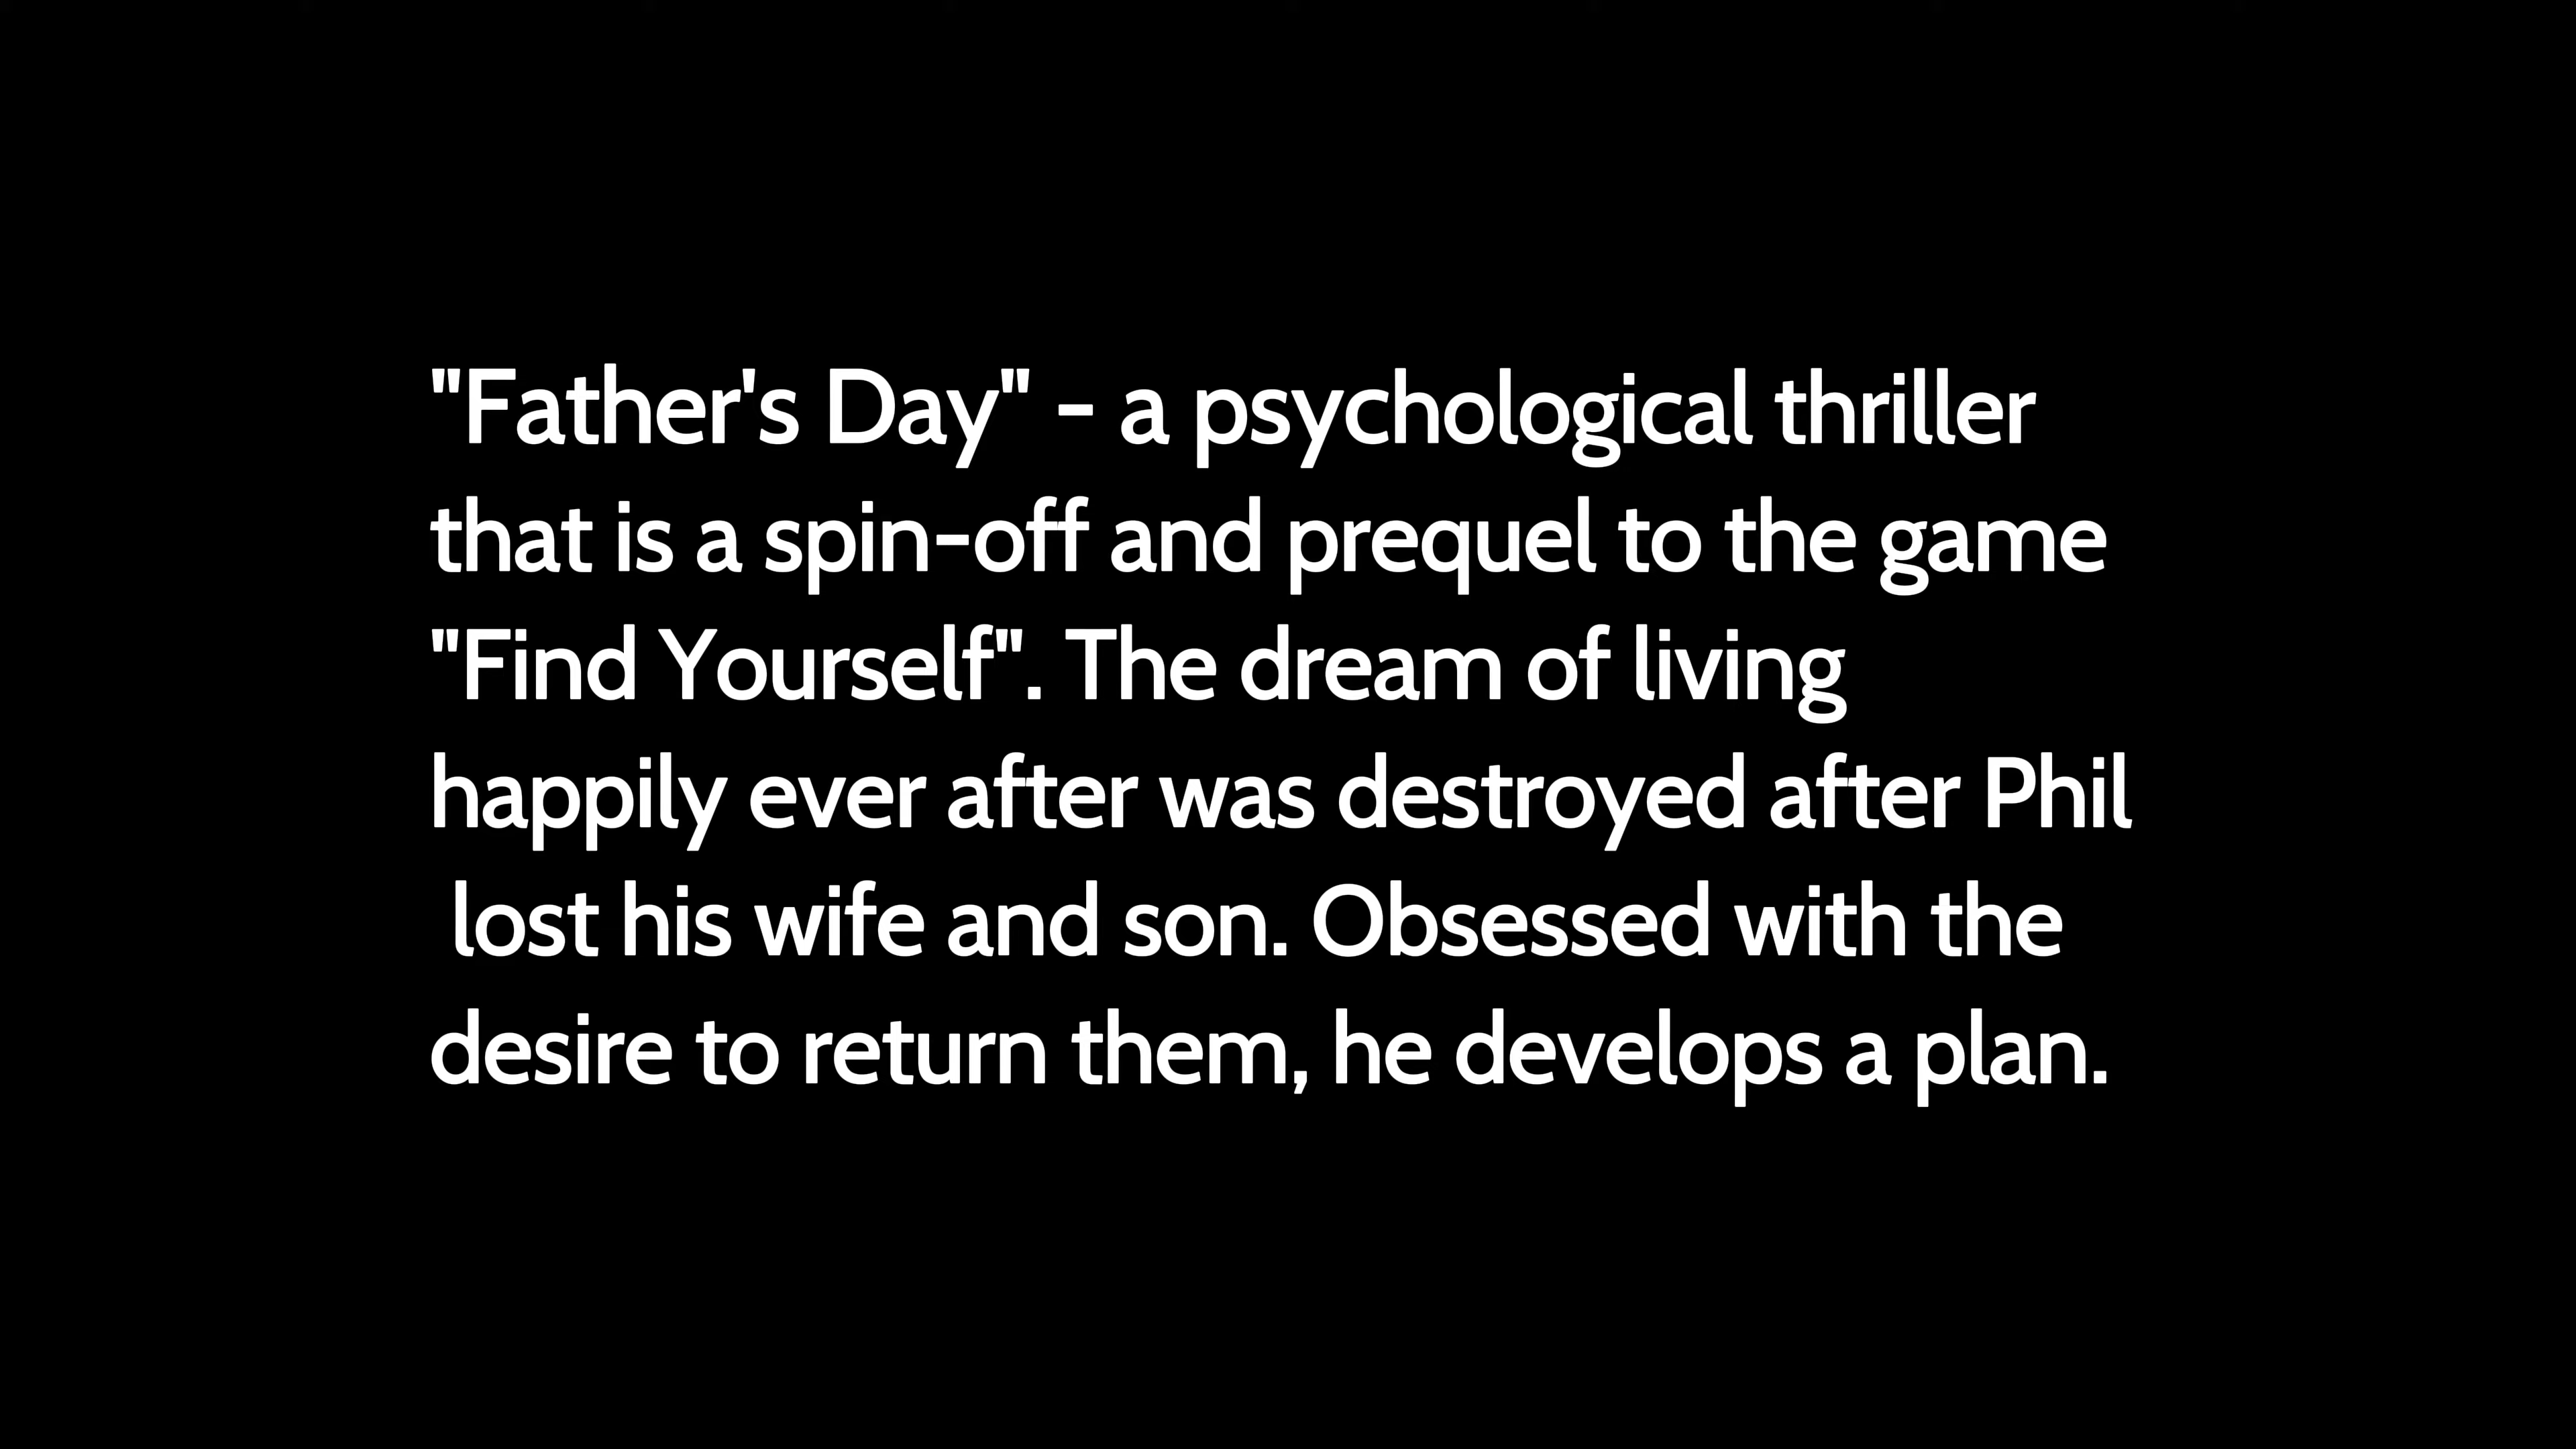 "Father's Day" - a psychological thriller
that is a spin-off and prequel to the game
"Find Yourself". The dream of living
happily ever after was destroyed after Phil
lost his wife and son. Obsessed with the
desire to return them, he develops a plan.